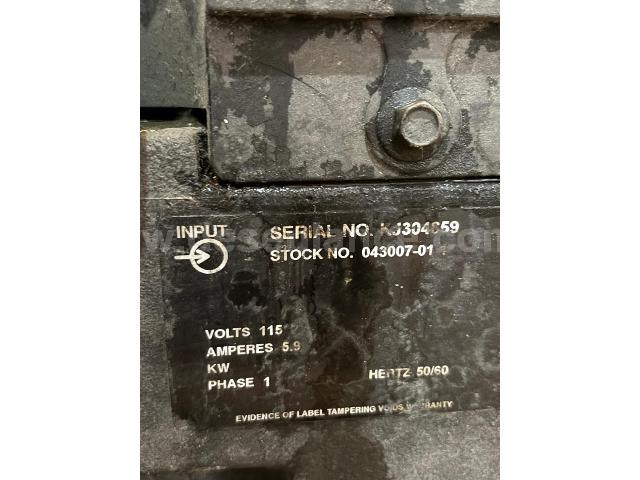 INPUT
SERIAL NO. KJ304859
STOCK NO. 043007-01
VOLTS 115
AMPERES 5.9
KW
PHASE 1
HERTZ 50/60
EVIDENCE OF LABEL TAMPERING VOIDS WARRANTY